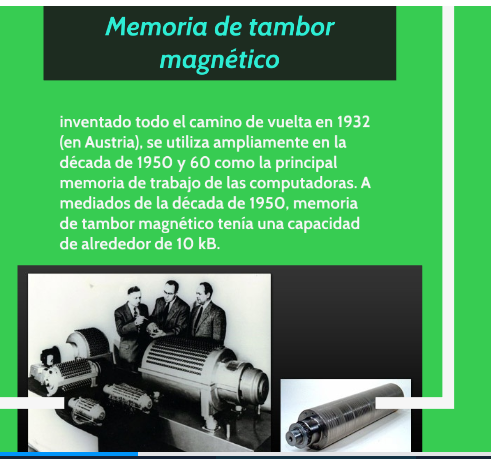 Memoria de tambor
magnético
inventado todo el camino de vuelta en 1932
(en Austria), se utiliza ampliamente en la
década de 1950 y 60 como la principal
memoria de trabajo de las computadoras. A
mediados de la década de 1950, memoria
de tambor magnético tenía una capacidad
de alrededor de 10 kB.